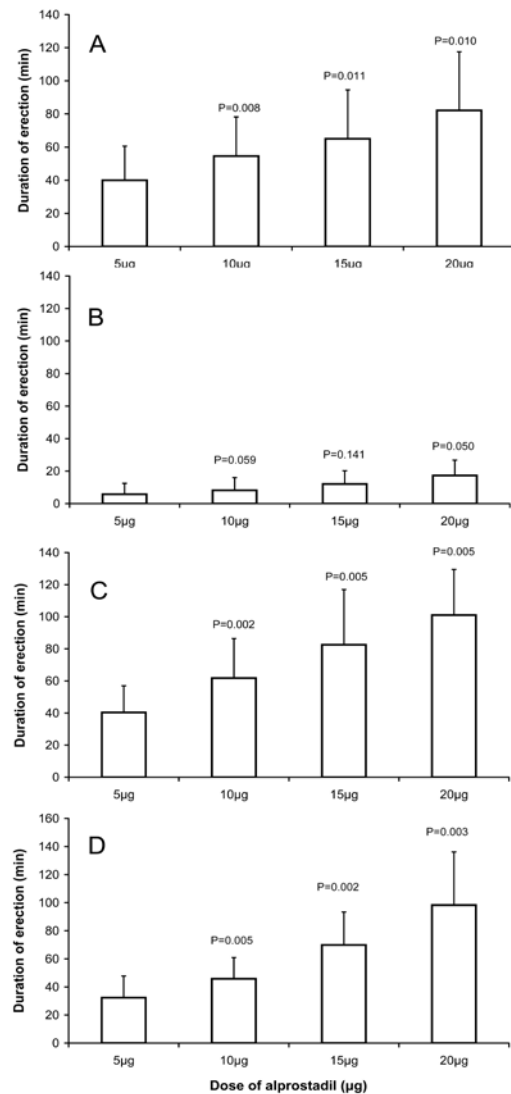 A
Duration of erection (min)
140
120
100
80
60
40
20
0
P=0.008
P=0.011
P=0.010
5µg
10µg
15µg
20µg
B
Duration of erection (min)
140
120
100
80
60
40
20
0
P=0.059
P=0.141
P=0.050
5µg
10µg
15µg
20µg
C
Duration of erection (min)
140
120
100
80
60
40
20
0
P=0.002
P=0.005
P=0.005
5µg
10µg
15µg
20µg
D
Duration of erection (min)
160
140
120
100
80
60
40
20
0
P=0.005
P=0.002
P=0.003
5µg
10µg
15µg
20µg
Dose of alprostadil (µg)